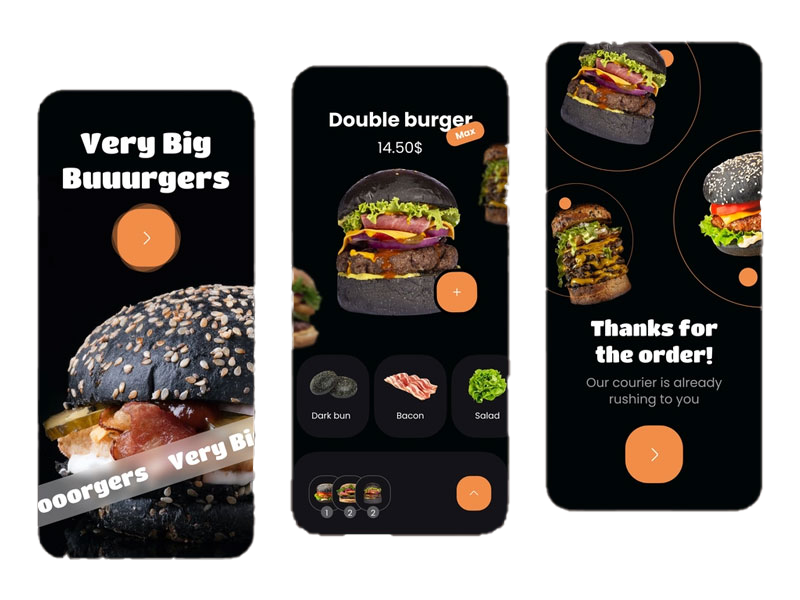 Very Big
Buuurgers
ooorgers Very Bi
Double burger
Max
14.50$
+
Dark bun
Bacon
Salad
1
2
2
Thanks for
the order!
Our courier is already
rushing to you